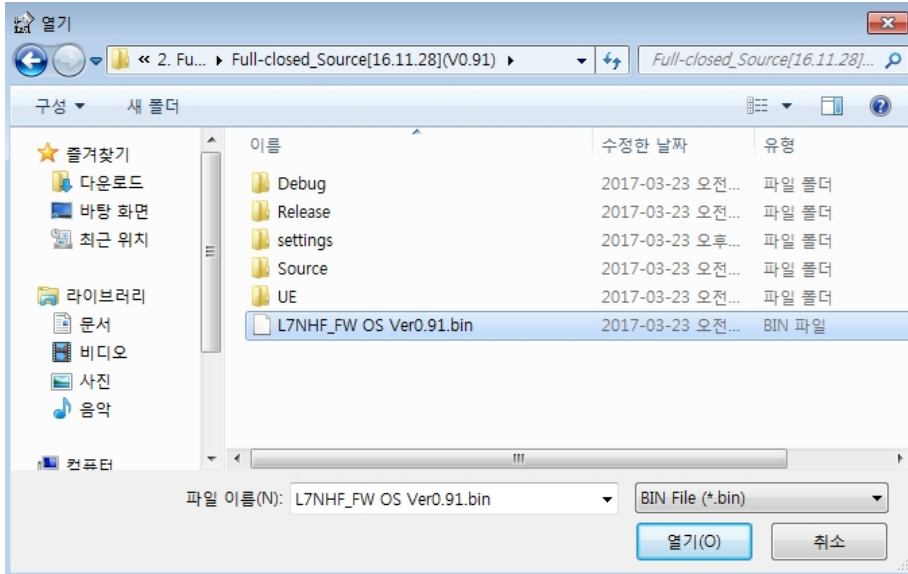 열기
« 2. Fu... ▸ Full-closed_Source[16.11.28](V0.91) ▸
Full-closed_Source[16.11.28]...
구성 새 폴더
이름 수정한 날짜 유형
즐겨찾기
다운로드
바탕 화면
최근 위치
라이브러리
문서
비디오
사진
음악
컴퓨터
Debug 2017-03-23 오전... 파일 폴더
Release 2017-03-23 오전... 파일 폴더
settings 2017-03-23 오후... 파일 폴더
Source 2017-03-23 오전... 파일 폴더
UE 2017-03-23 오전... 파일 폴더
L7NHF_FW OS Ver0.91.bin 2017-03-23 오전... BIN 파일
파일 이름(N): L7NHF_FW OS Ver0.91.bin BIN File (*.bin)
열기(O) 취소